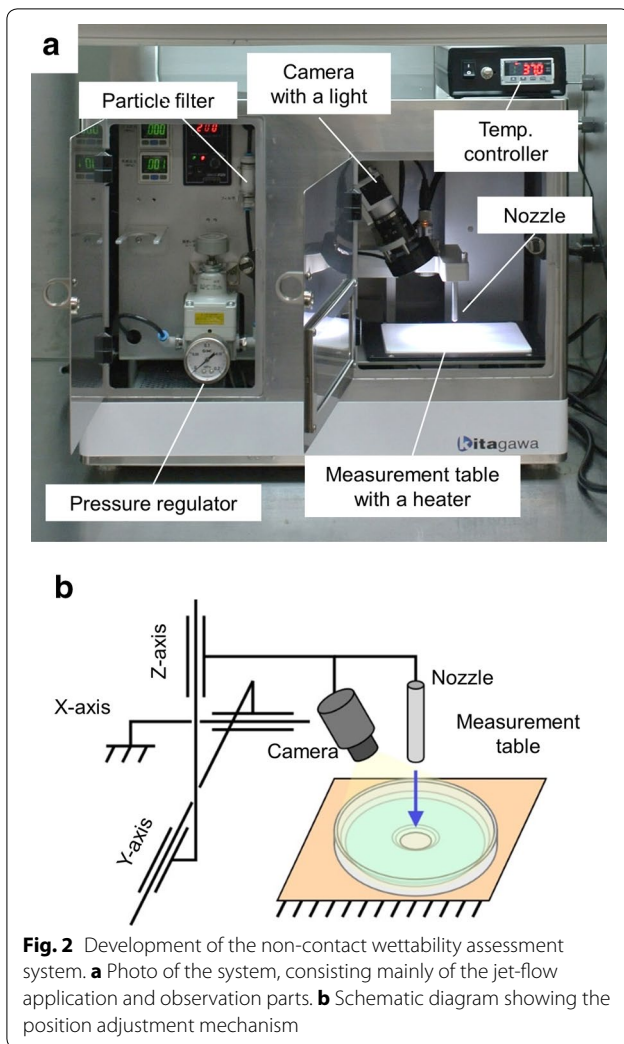 a
Particle filter
Camera
with a light
370
Temp.
controller
Nozzle
Kitagawa
Pressure regulator
Measurement table
with a heater
b
Z-axis
X-axis
Y-axis
Camera
Nozzle
Measurement
table
Fig. 2 Development of the non-contact wettability assessment
system. a Photo of the system, consisting mainly of the jet-flow
application and observation parts. b Schematic diagram showing the
position adjustment mechanism